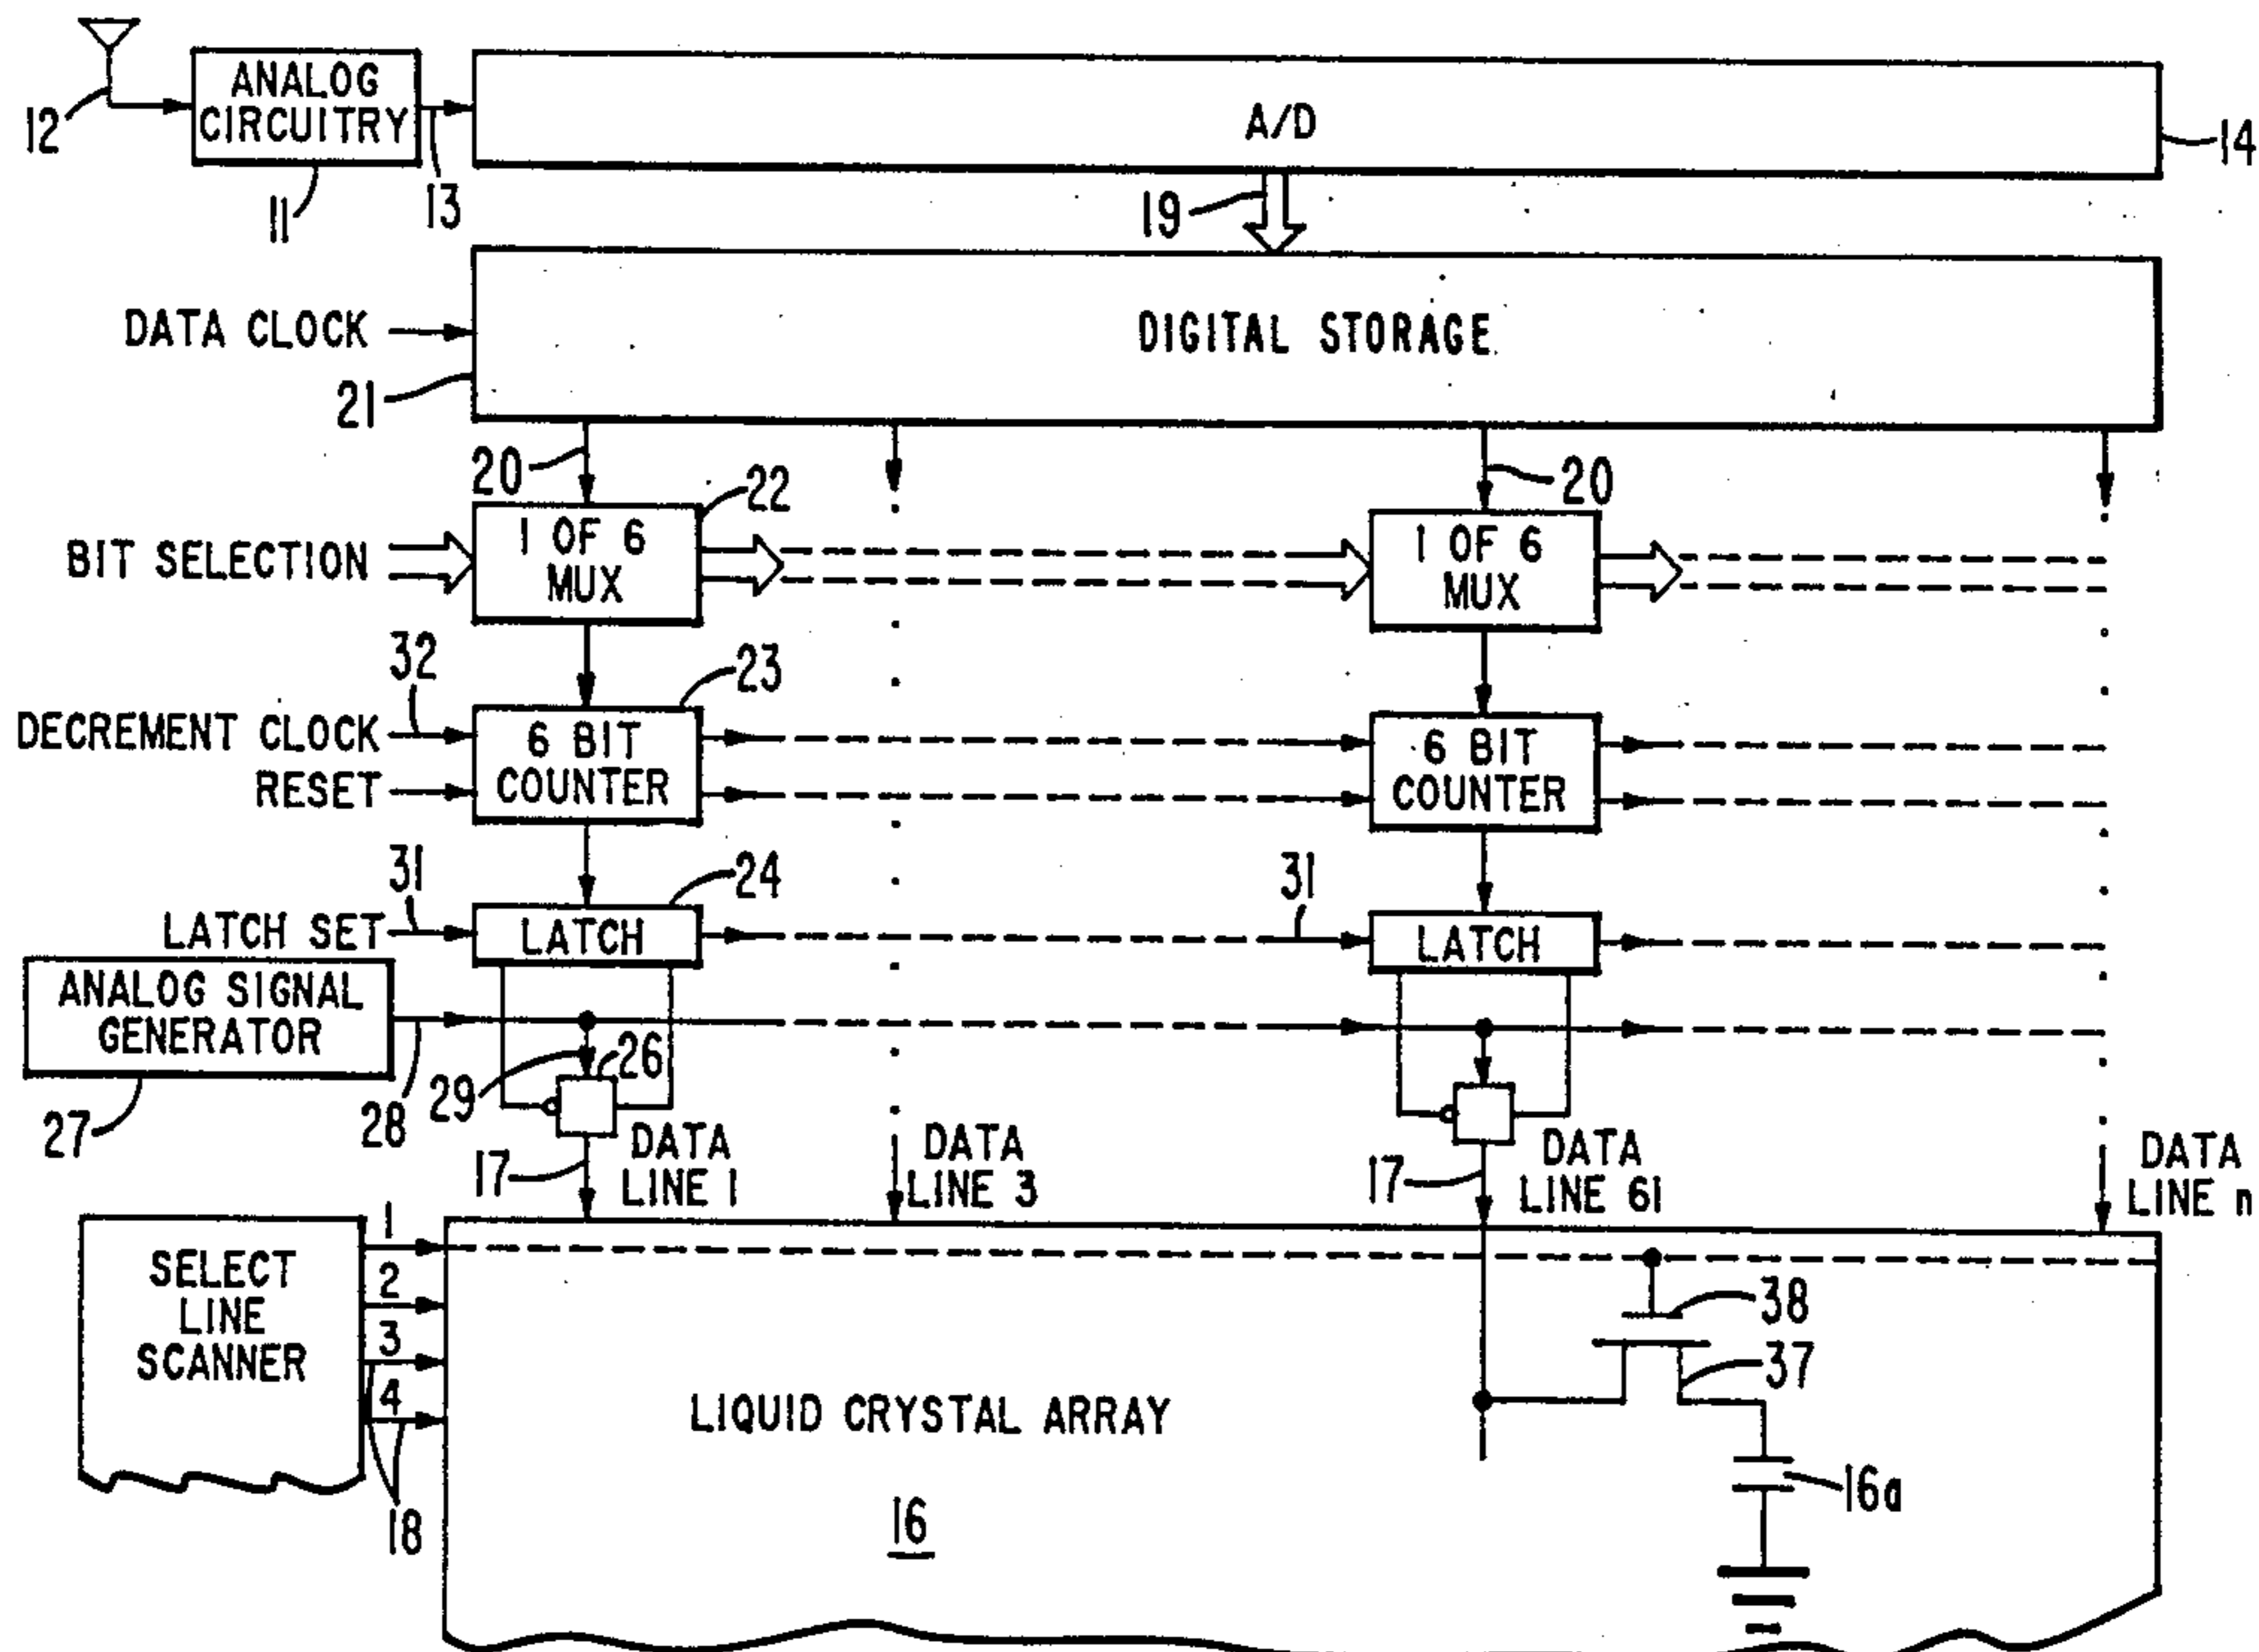 12
ANALOG
CIRCUITRY
11
13
A/D
14
19
DATA CLOCK
DIGITAL STORAGE
21
20
22
20
BIT SELECTION
1 OF 6
MUX
1 OF 6
MUX
32
23
DECREMENT CLOCK
RESET
6 BIT
COUNTER
6 BIT
COUNTER
31
24
31
LATCH SET
LATCH
LATCH
ANALOG SIGNAL
GENERATOR
27
28
29
26
17
DATA
LINE 1
DATA
LINE 3
17
DATA
LINE 61
DATA
LINE n
SELECT
LINE
SCANNER
1
2
3
4
18
LIQUID CRYSTAL ARRAY
16
38
37
16a